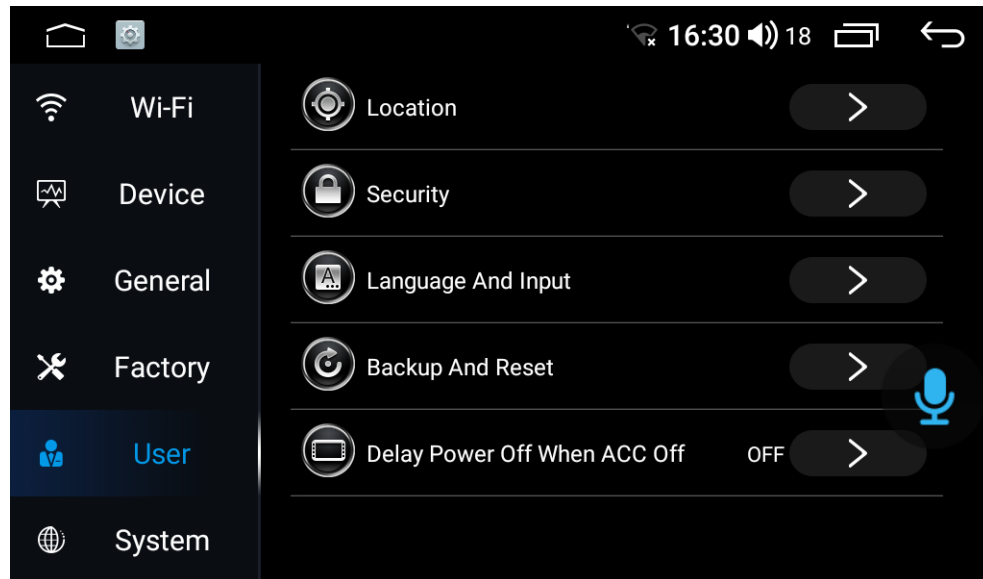 16:30 18
Wi-Fi
Device
General
Factory
User
System
Location
Security
Language And Input
Backup And Reset
Delay Power Off When ACC Off OFF